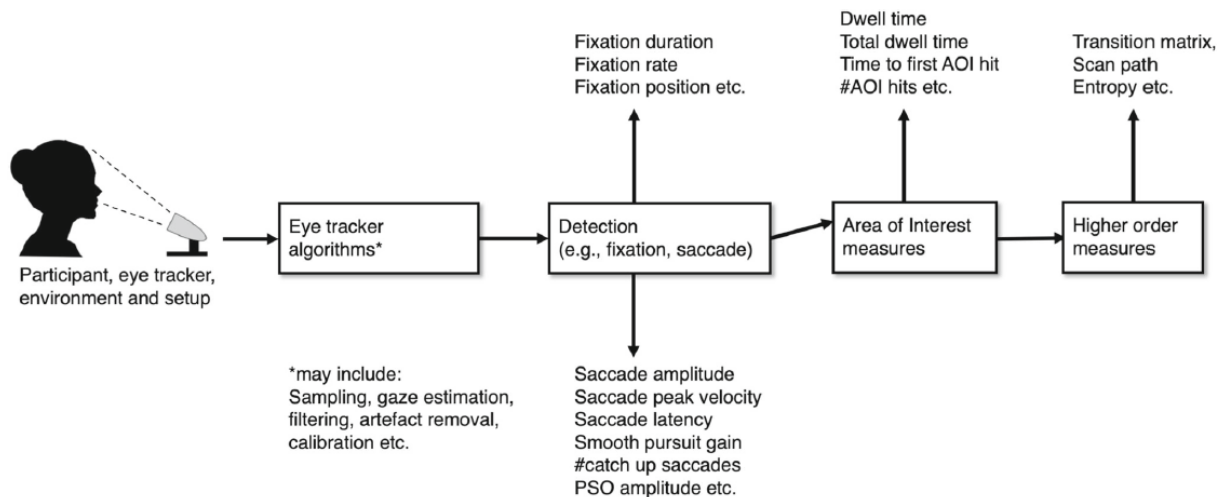 Participant, eye tracker,
environment and setup
Eye tracker
algorithms*
*may include:
Sampling, gaze estimation,
filtering, artefact removal,
calibration etc.
Fixation duration
Fixation rate
Fixation position etc.
Detection
(e.g., fixation, saccade)
Saccade amplitude
Saccade peak velocity
Saccade latency
Smooth pursuit gain
#catch up saccades
PSO amplitude etc.
Dwell time
Total dwell time
Time to first AOI hit
#AOI hits etc.
Area of Interest
measures
Transition matrix,
Scan path
Entropy etc.
Higher order
measures